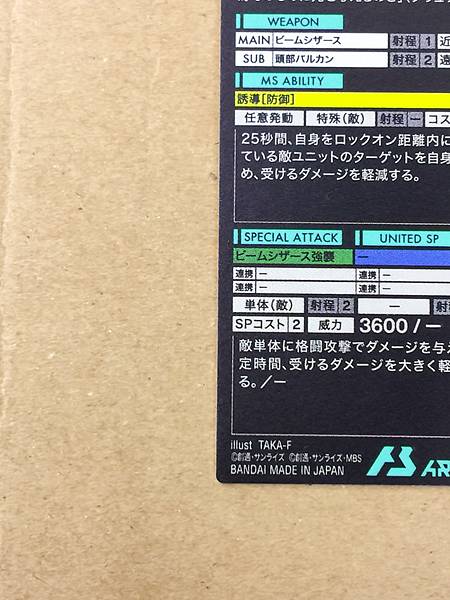 WEAPON
MAIN ビームシザース 射程 1 近
SUB 頭部バルカン 射程 2 遠
MS ABILITY
誘導[防御]
任意発動 特殊(敵) 射程 ー コス
25秒間、自身をロックオン距離内に
ている敵ユニットのターゲットを自身
め、受けるダメージを軽減する。
SPECIAL ATTACK UNITED SP
ビームシザース強襲 ー
連携 ー 連携 ー
連携 ー 連携 ー
単体(敵) 射程 2 ー 射
SPコスト 2 威力 3600/ー
敵単体に格闘攻撃でダメージを与え
定時間、受けるダメージを大きく軽
る。/ー
illust TAKA-F
©創通・サンライズ ©創通・サンライズ・MBS
BANDAI MADE IN JAPAN
AR